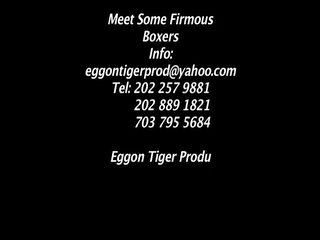 Meet Some Firmous
Boxers
Info:
eggontigerprod@yahoo.com
Tel: 202 257 9881
202 889 1821
703 795 5684
Eggon Tiger Produ